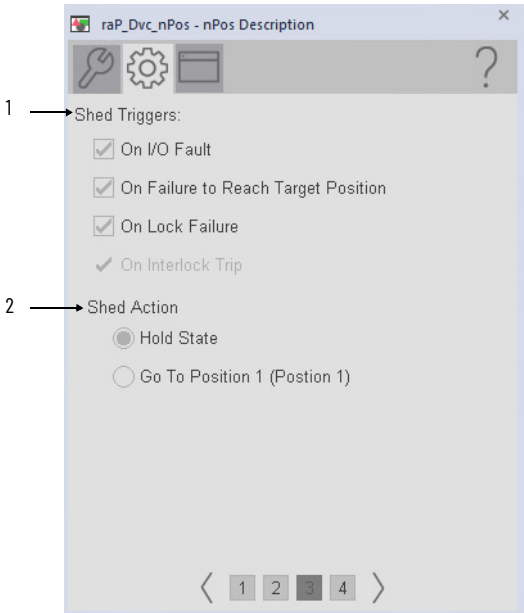 raP_Dvc_nPos - nPos Description
×
?
1
Shed Triggers:
On I/O Fault
On Failure to Reach Target Position
On Lock Failure
On Interlock Trip
2
Shed Action
Hold State
Go To Position 1 (Postion 1)
1 2 3 4